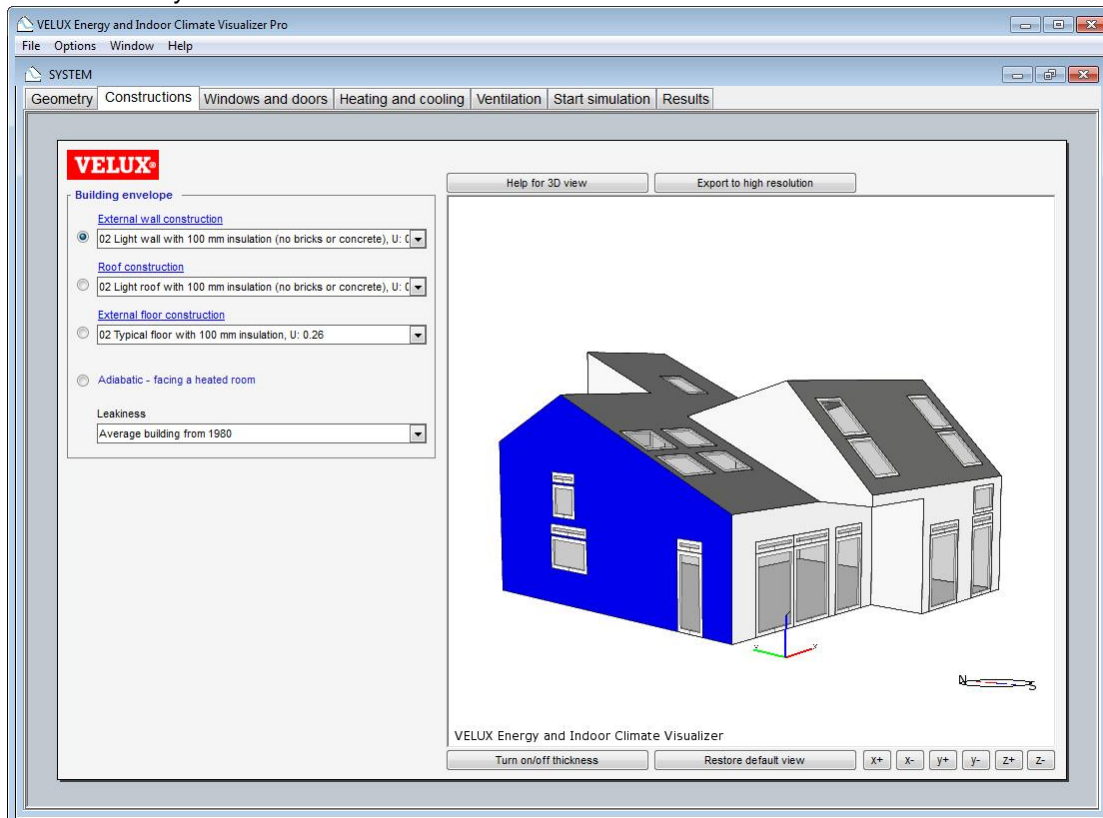 VELUX Energy and Indoor Climate Visualizer Pro
File Options Window Help
SYSTEM
Geometry Constructions Windows and doors Heating and cooling Ventilation Start simulation Results
VELUX®
Help for 3D view Export to high resolution
Building envelope
External wall construction
02 Light wall with 100 mm insulation (no bricks or concrete), U:
Roof construction
02 Light roof with 100 mm insulation (no bricks or concrete), U:
External floor construction
02 Typical floor with 100 mm insulation, U: 0.26
Adiabatic - facing a heated room
Leakiness
Average building from 1980
N
S
VELUX Energy and Indoor Climate Visualizer
Turn on/off thickness Restore default view x+ x- y+ y- z+ z-